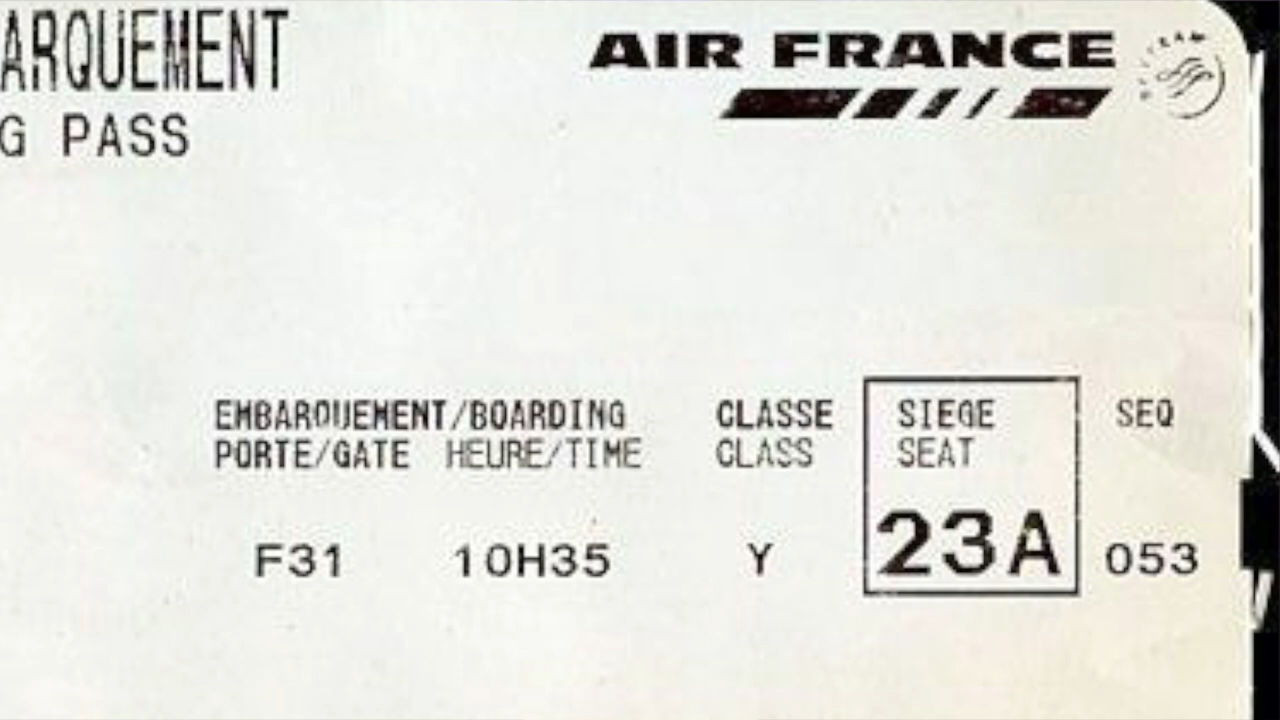 ARQUEMENT
G PASS
AIR FRANCE
EMBARQUEMENT/BOARDING
PORTE/GATE HEURE/TIME
CLASSE
CLASS
SIEGE
SEAT
SEQ
F31 10H35 Y 23A 053